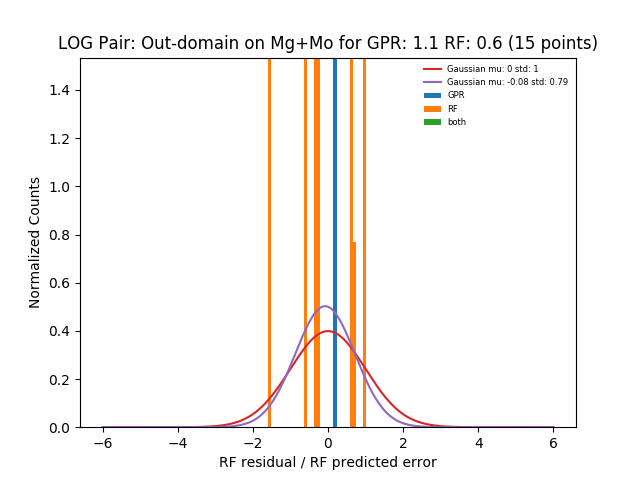 LOG Pair: Out-domain on Mg+Mo for GPR: 1.1 RF: 0.6 (15 points)
Gaussian mu: 0 std: 1
Gaussian mu: -0.08 std: 0.79
GPR
RF
both
Normalized Counts
1.4
1.2
1.0
0.8
0.6
0.4
0.2
0.0
−6 −4 −2 0 2 4 6
RF residual / RF predicted error